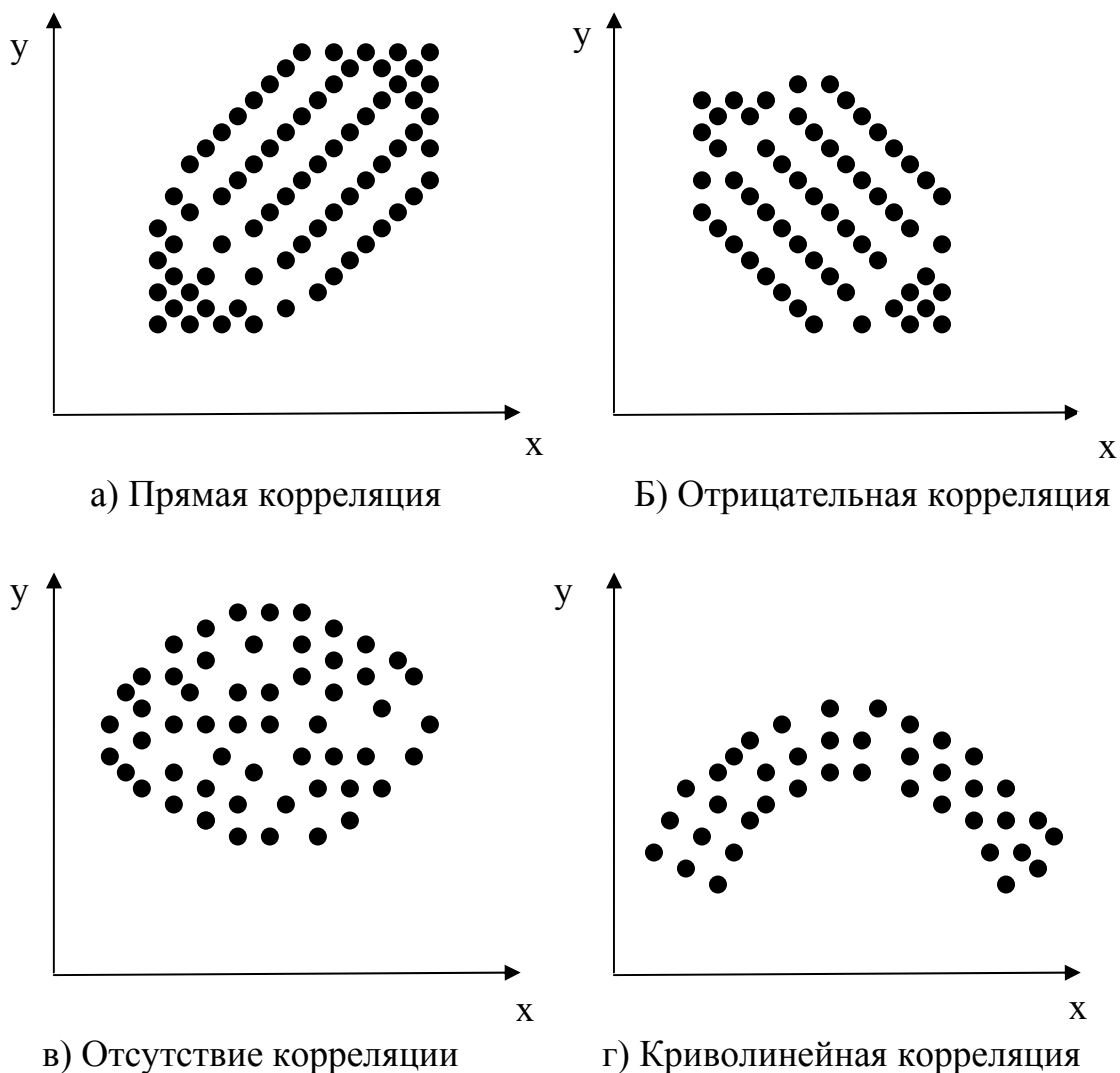 y
x
а) Прямая корреляция
y
x
Б) Отрицательная корреляция
y
x
в) Отсутствие корреляции
y
x
г) Криволинейная корреляция